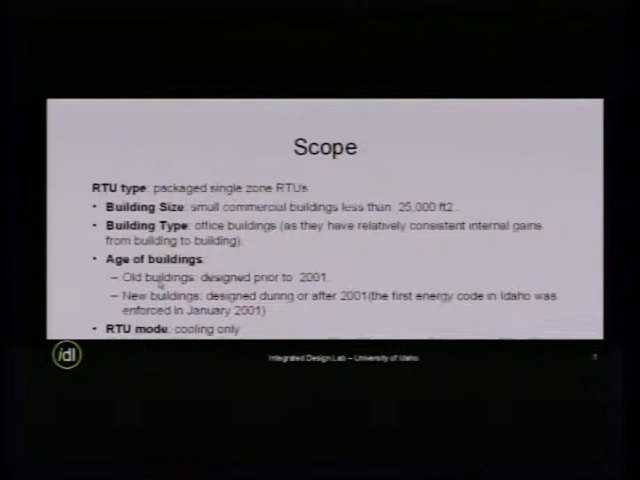 Scope
RTU type: packaged single zone RTUs
• Building Size: small commercial buildings less than 25,000 ft2.
• Building Type: office buildings (as they have relatively consistent internal gains
from building to building).
• Age of buildings:
– Old buildings: designed prior to 2001.
– New buildings: designed during or after 2001(the first energy code in Idaho was
enforced in January 2001)
• RTU mode: cooling only
idl
Integrated Design Lab – University of Idaho